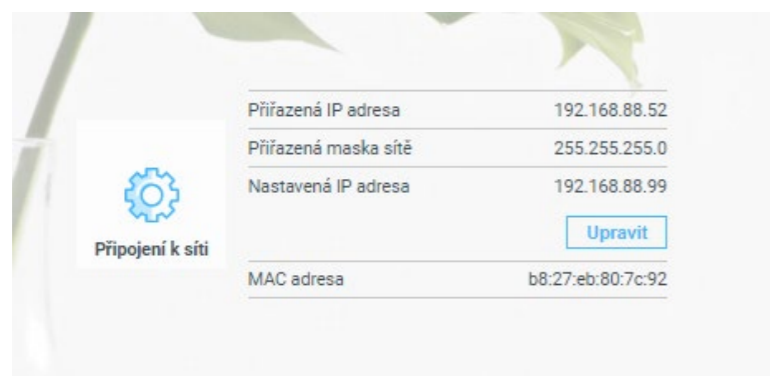 Přiřazená IP adresa 192.168.88.52
Přiřazená maska sítě 255.255.255.0
Nastavená IP adresa 192.168.88.99
Upravit
Připojení k síti
MAC adresa b8:27:eb:80:7c:92